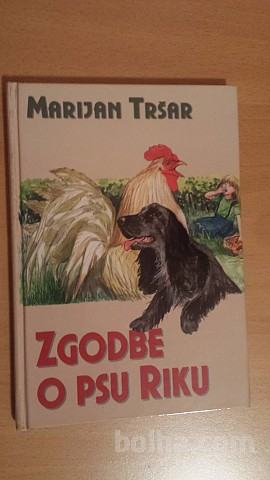 MARIJAN TRŠAR
ZGODBE
O PSU RIKU
bolha.com